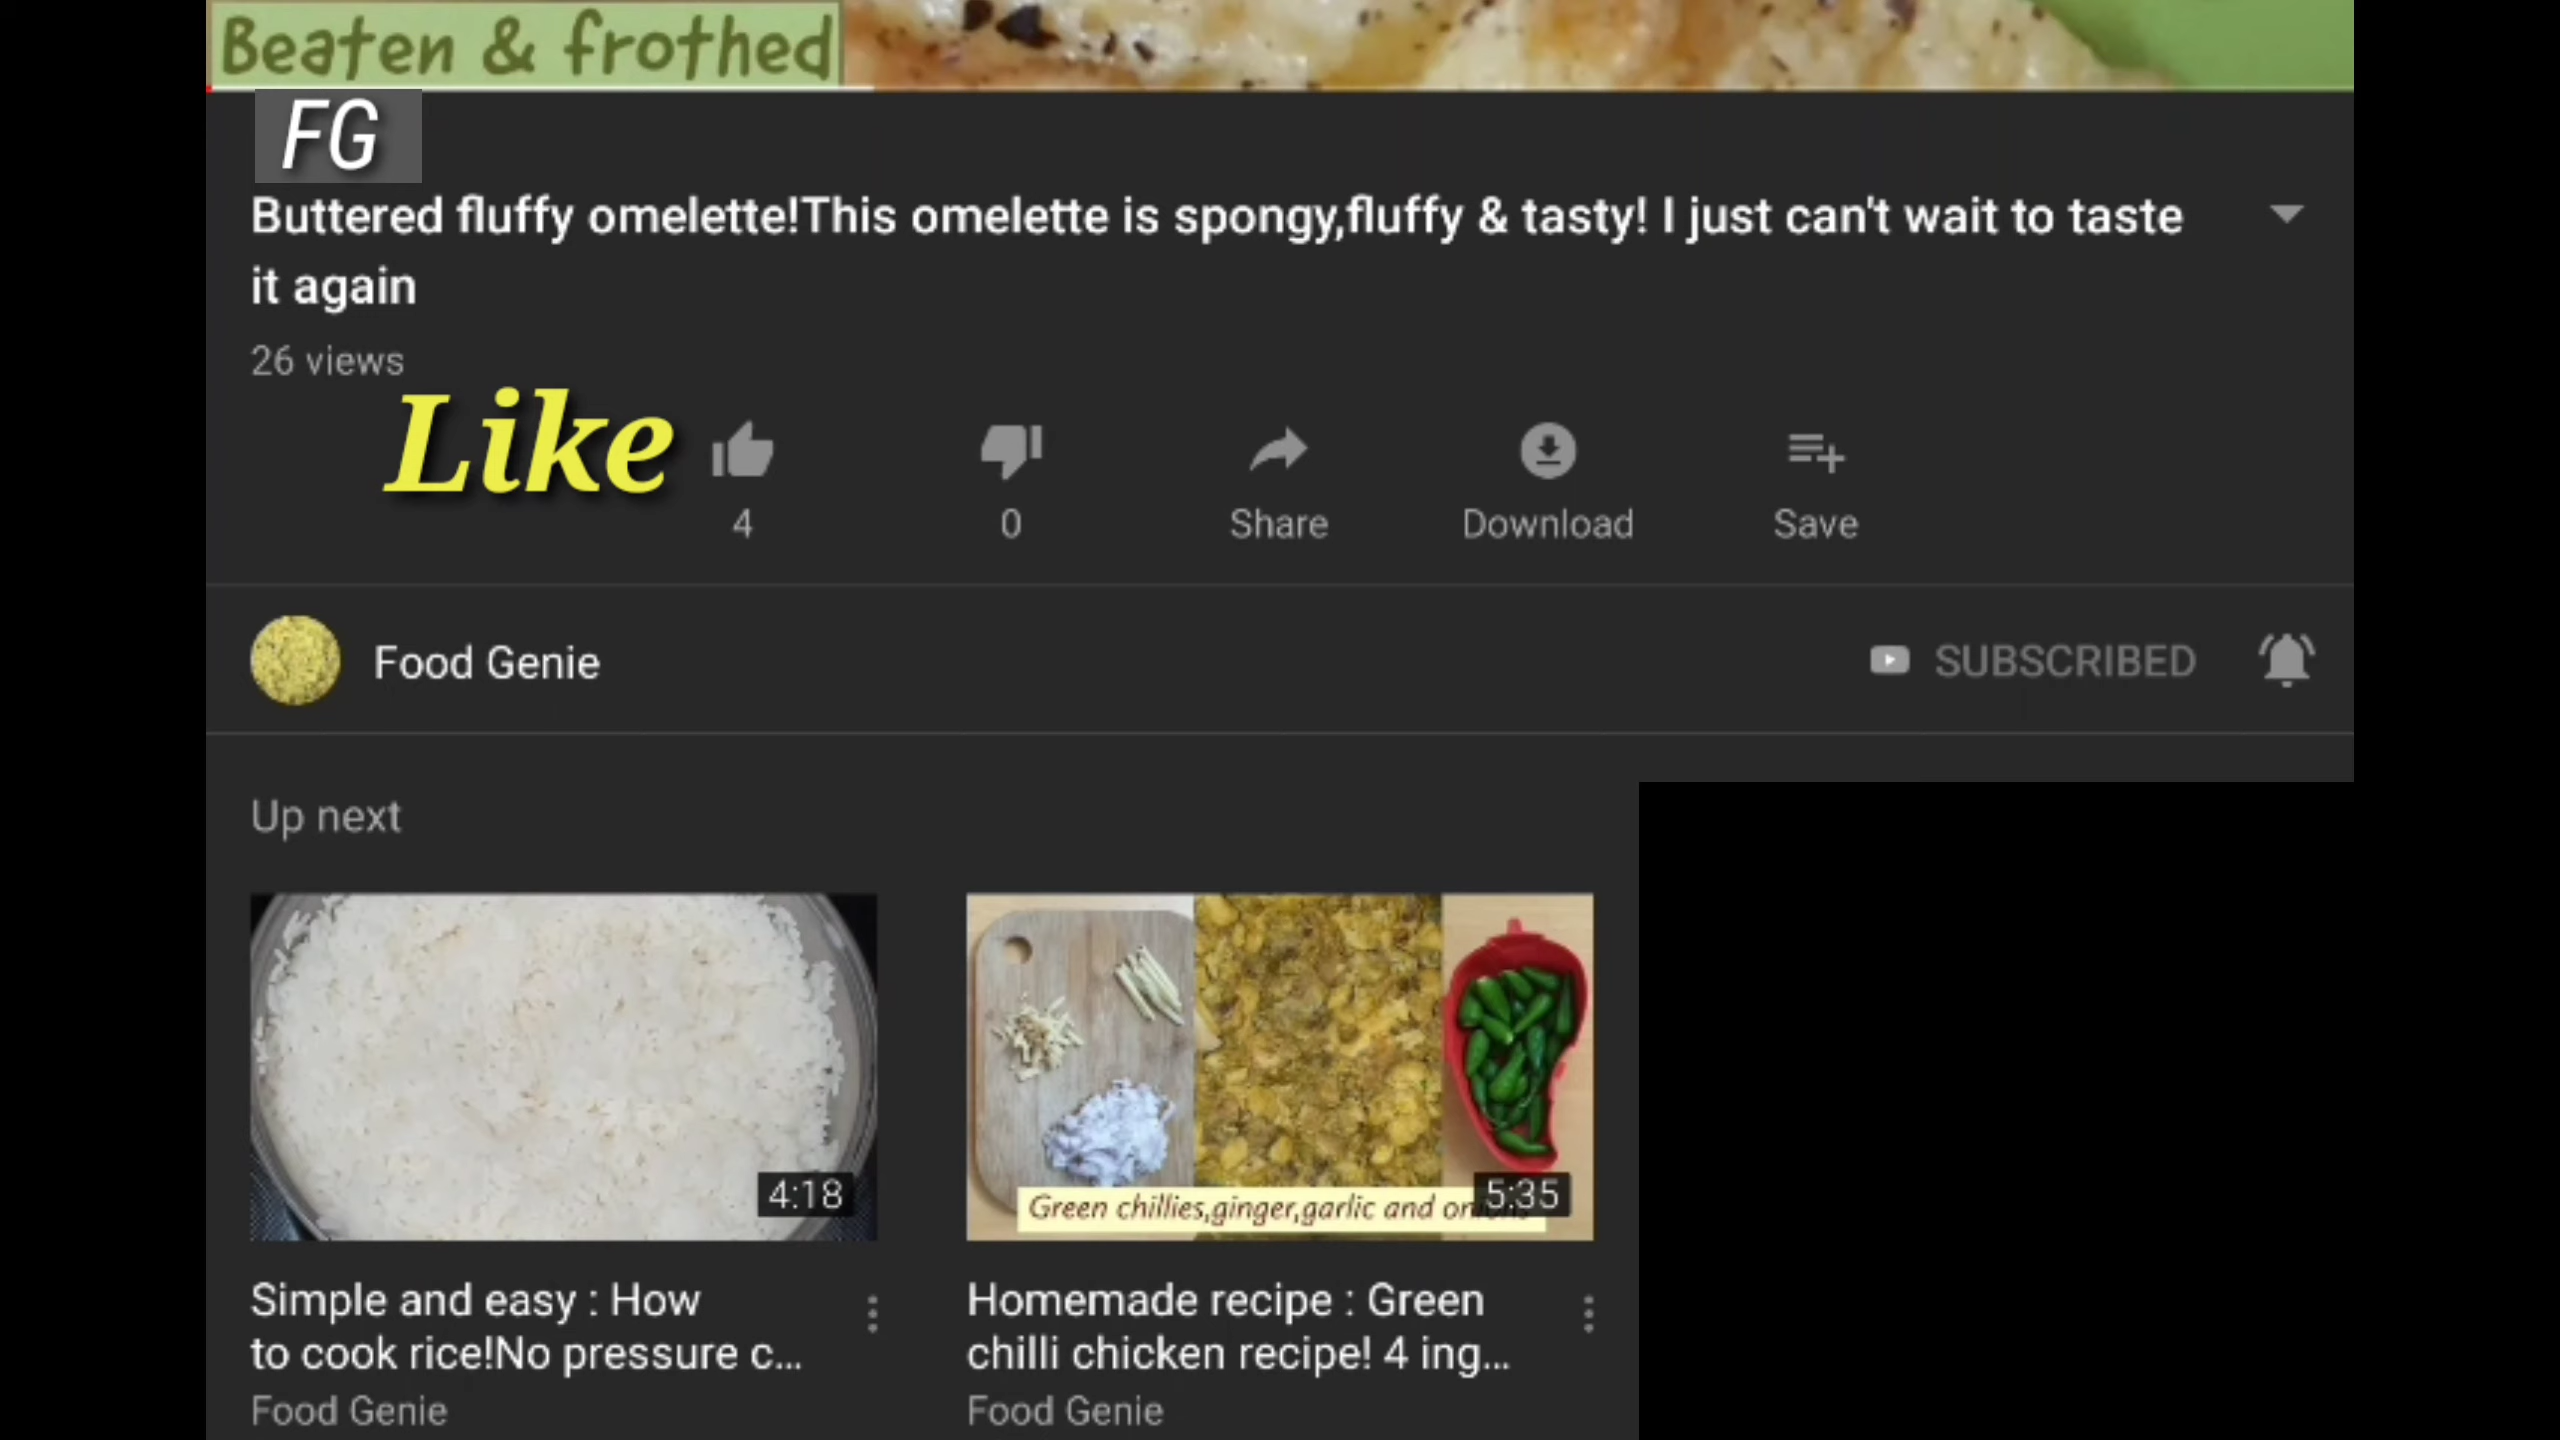 Beaten & frothed
FG
Buttered fluffy omelette!This omelette is spongy,fluffy & tasty! I just can't wait to taste
it again
26 views
Like
4
0
Share
Download
Save
Food Genie
SUBSCRIBED
Up next
4:18
Green chillies,ginger,garlic and
5:35
Simple and easy : How
to cook rice!No pressure c...
Food Genie
Homemade recipe : Green
chilli chicken recipe! 4 ing...
Food Genie